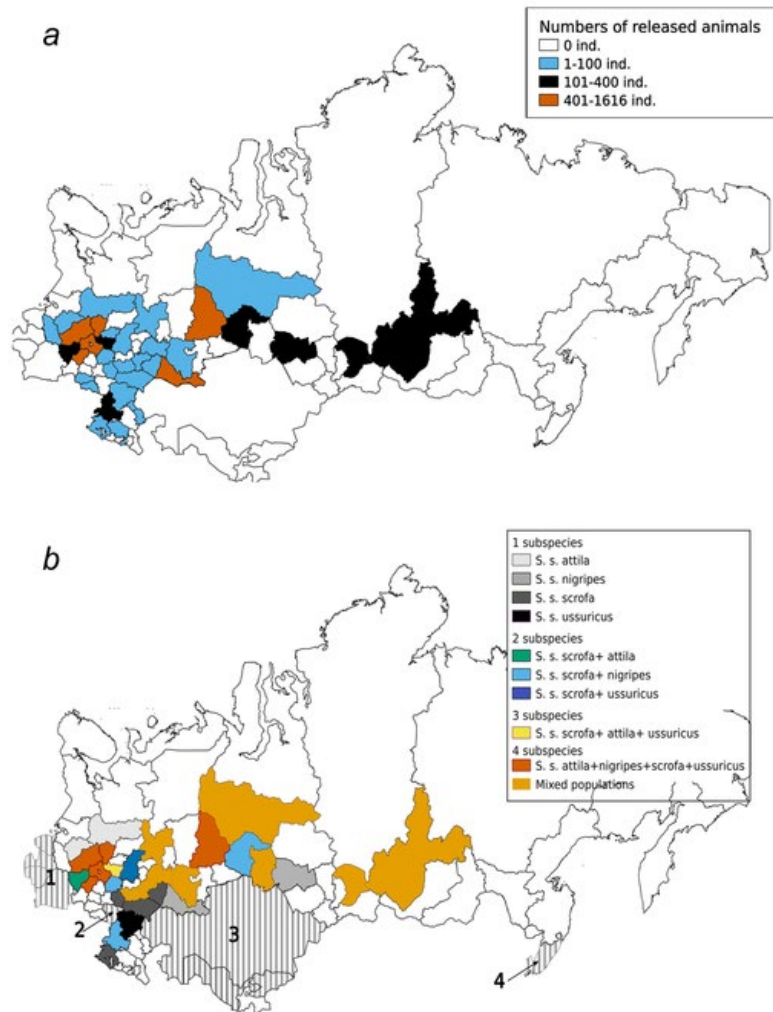 a
Numbers of released animals
0 ind.
1-100 ind.
101-400 ind.
401-1616 ind.
b
1 subspecies
S. s. attila
S. s. nigripes
S. s. scrofa
S. s. ussuricus
2 subspecies
S. s. scrofa+ attila
S. s. scrofa+ nigripes
S. s. scrofa+ ussuricus
3 subspecies
S. s. scrofa+ attila+ ussuricus
4 subspecies
S. s. attila+nigripes+scrofa+ussuricus
Mixed populations
1
2
3
4